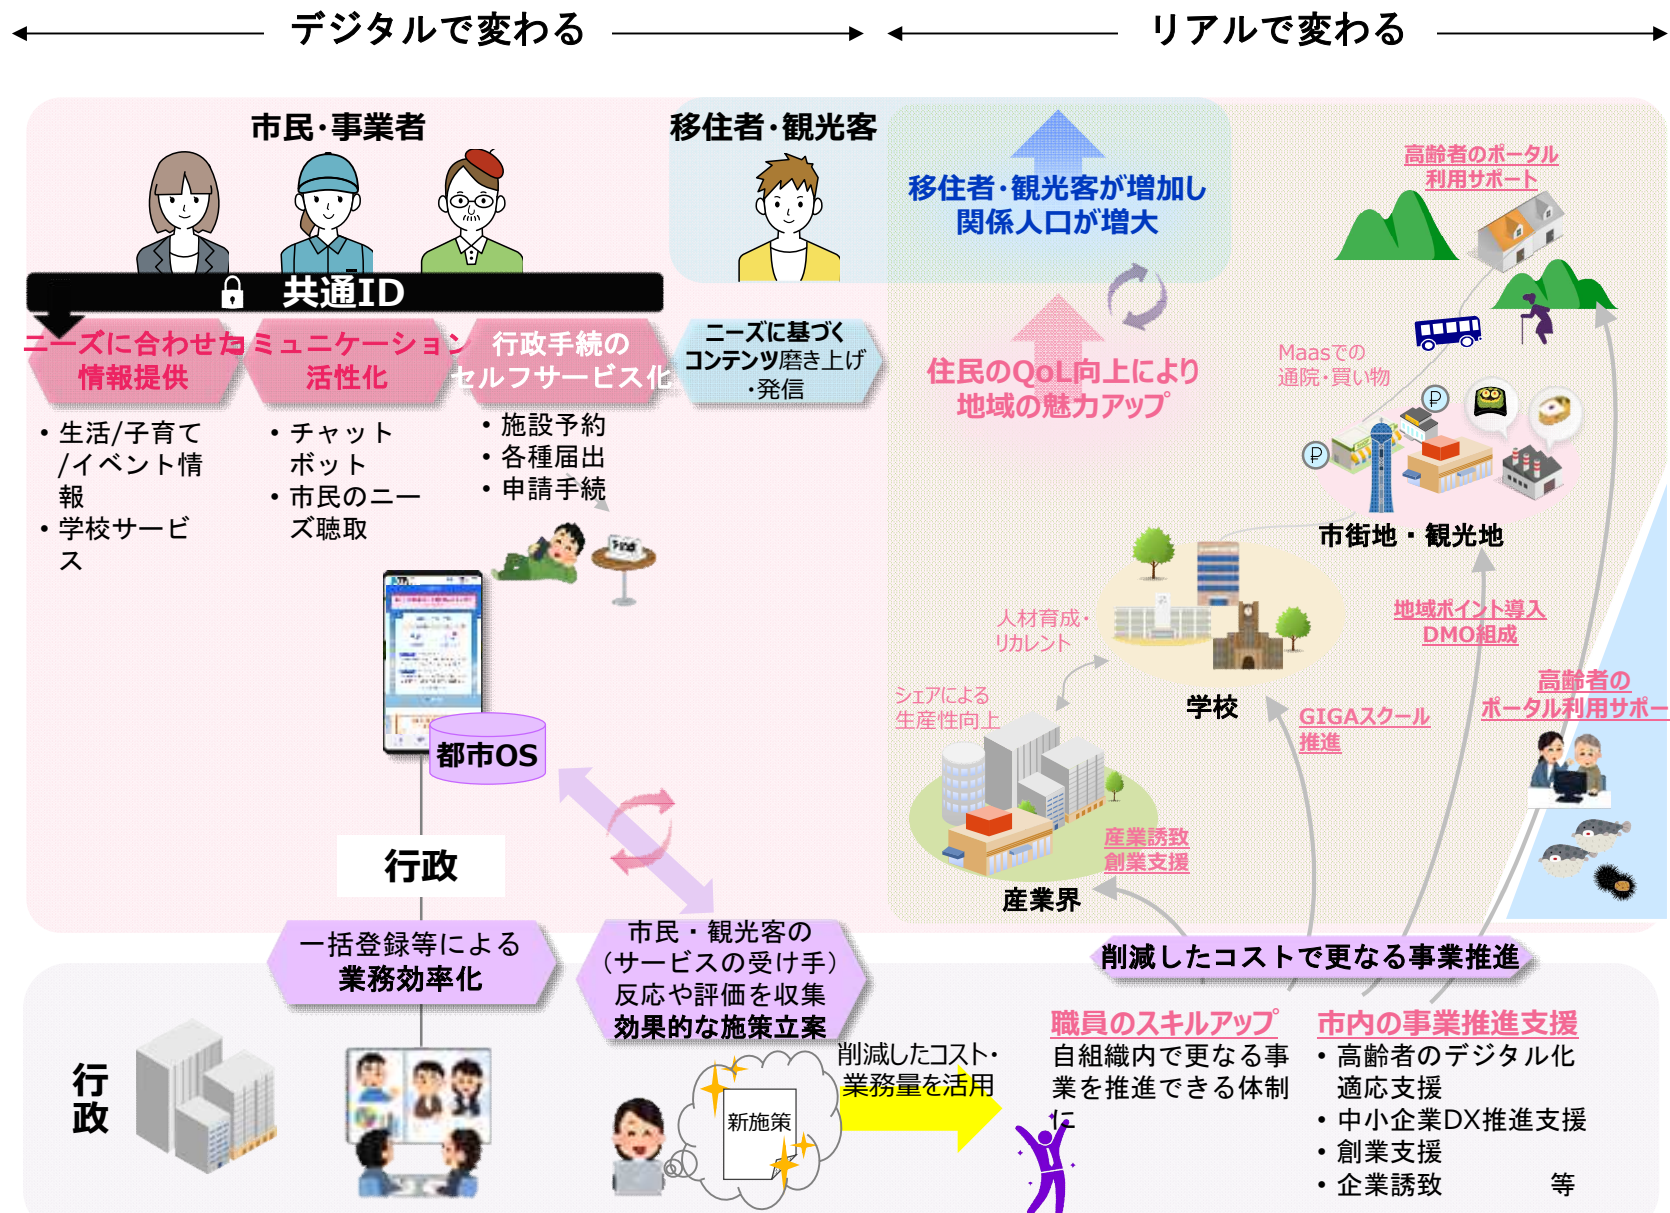 デジタルで変わる
リアルで変わる
市民・事業者
移住者・観光客
共通ID
ニーズに合わせた
情報提供
コミュニケーション
活性化
行政手続の
セルフサービス化
ニーズに基づく
コンテンツ磨き上げ
・発信
• 生活/子育て
/イベント情
報
• 学校サービ
ス
• チャット
ボット
• 市民のニー
ズ聴取
• 施設予約
• 各種届出
• 申請手続
都市OS
行政
一括登録等による
業務効率化
市民・観光客の
(サービスの受け手)
反応や評価を収集
効果的な施策立案
移住者・観光客が増加し
関係人口が増大
住民のQoL向上により
地域の魅力アップ
高齢者のポータル
利用サポート
Maasでの
通院・買い物
市街地・観光地
人材育成・
リカレント
学校
シェアによる
生産性向上
産業誘致
創業支援
産業界
GIGAスクール
推進
地域ポイント導入
DMO組成
高齢者の
ポータル利用サポー
削減したコストで更なる事業推進
行政
新施策
削減したコスト・
業務量を活用
職員のスキルアップ
自組織内で更なる事
業を推進できる体制
に
市内の事業推進支援
• 高齢者のデジタル化
適応支援
• 中小企業DX推進支援
• 創業支援
• 企業誘致 等